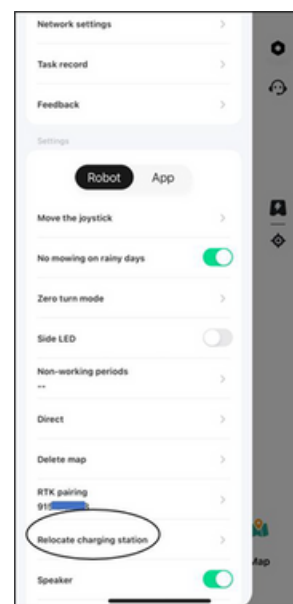 Network settings
Task record
Feedback
Settings
Robot App
Move the joystick
No mowing on rainy days
Zero turn mode
Side LED
Non-working periods
--
Direct
Delete map
RTK pairing
Relocate charging station
Map
Speaker